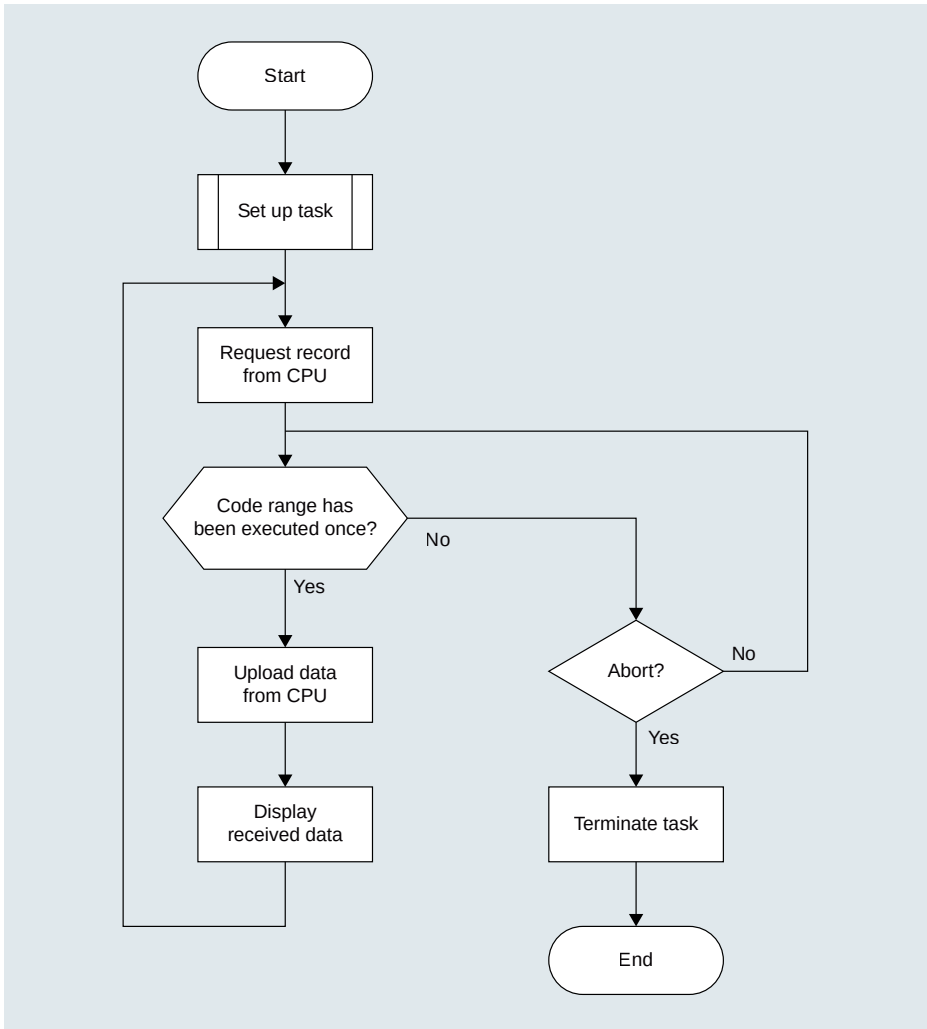 Start
Set up task
Request record
from CPU
Code range has
been executed once?
No
Yes
Upload data
from CPU
Abort?
No
Yes
Display
received data
Terminate task
End